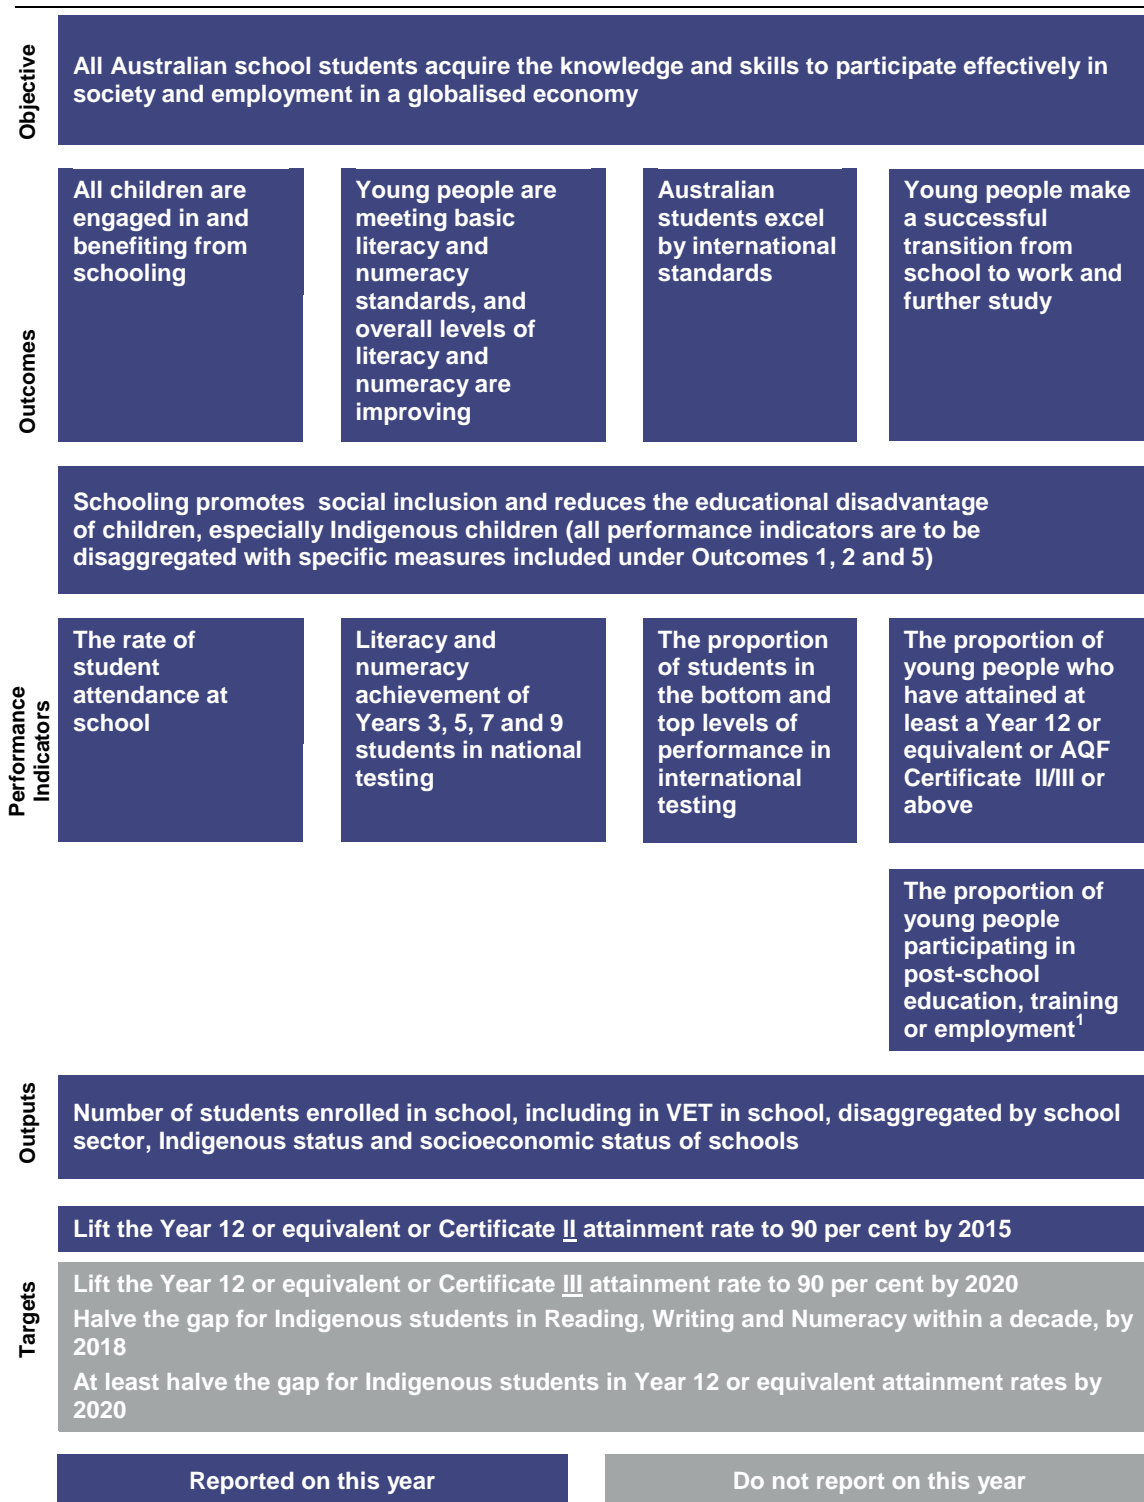 Objective
All Australian school students acquire the knowledge and skills to participate effectively in
society and employment in a globalised economy
Outcomes
All children are
engaged in and
benefiting from
schooling
Young people are
meeting basic
literacy and
numeracy
standards, and
overall levels of
literacy and
numeracy are
improving
Australian
students excel
by international
standards
Young people make
a successful
transition from
school to work and
further study
Schooling promotes  social inclusion and reduces the educational disadvantage
of children, especially Indigenous children (all performance indicators are to be
disaggregated with specific measures included under Outcomes 1, 2 and 5)
Performance
Indicators
The rate of
student
attendance at
school
Literacy and
numeracy
achievement of
Years 3, 5, 7 and 9
students in national
testing
The proportion
of students in
the bottom and
top levels of
performance in
international
testing
The proportion of
young people who
have attained at
least a Year 12 or
equivalent or AQF
Certificate  II/III or
above
The proportion of
young people
participating in
post-school
education, training
or employment1
Outputs
Number of students enrolled in school, including in VET in school, disaggregated by school
sector, Indigenous status and socioeconomic status of schools
Targets
Lift the Year 12 or equivalent or Certificate II attainment rate to 90 per cent by 2015
Lift the Year 12 or equivalent or Certificate III attainment rate to 90 per cent by 2020
Halve the gap for Indigenous students in Reading, Writing and Numeracy within a decade, by
2018
At least halve the gap for Indigenous students in Year 12 or equivalent attainment rates by
2020
Reported on this year
Do not report on this year